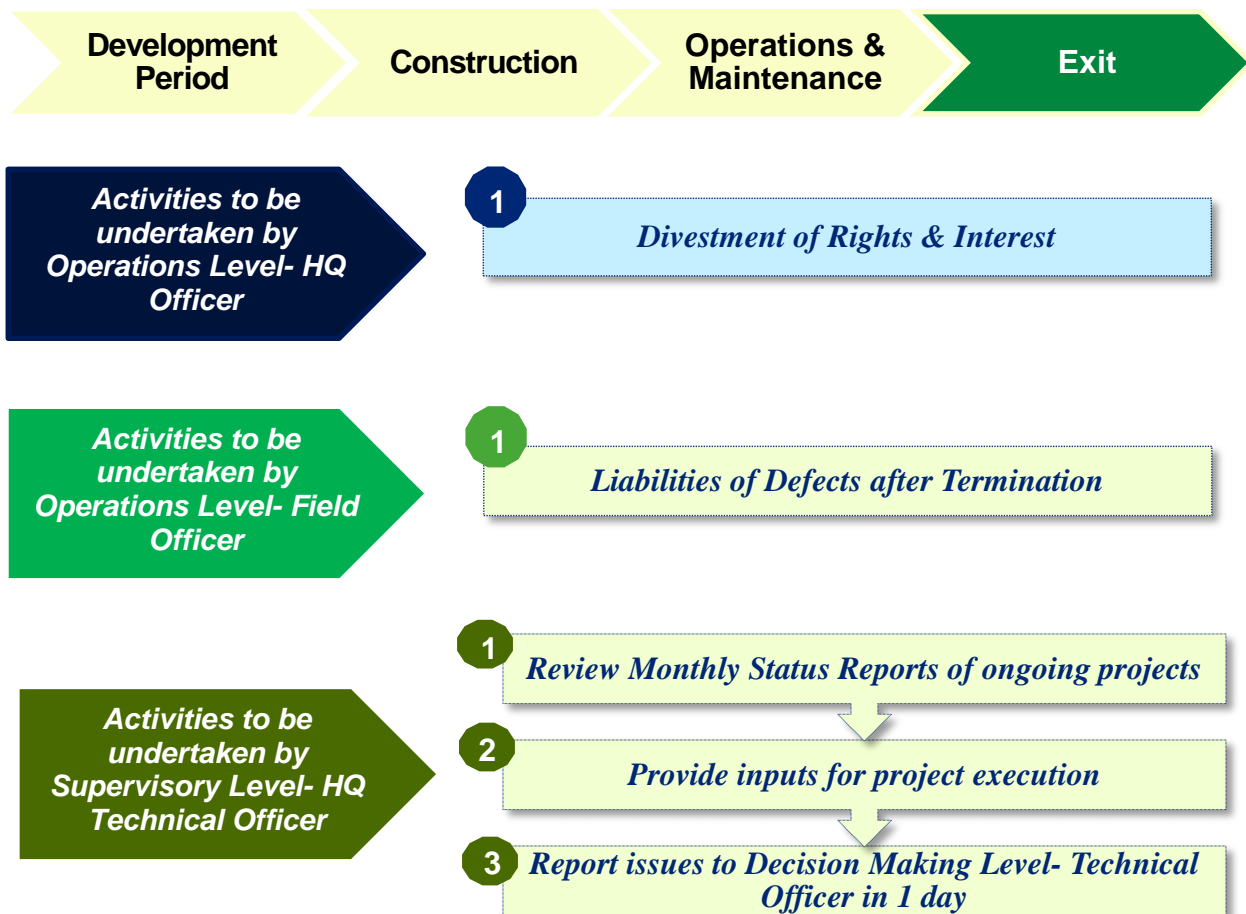 Development
Period
Construction
Operations &
Maintenance
Exit
Activities to be
undertaken by
Operations Level- HQ
Officer
1
Divestment of Rights & Interest
Activities to be
undertaken by
Operations Level- Field
Officer
1
Liabilities of Defects after Termination
Activities to be
undertaken by
Supervisory Level- HQ
Technical Officer
1
Review Monthly Status Reports of ongoing projects
2
Provide inputs for project execution
3
Report issues to Decision Making Level- Technical
Officer in 1 day